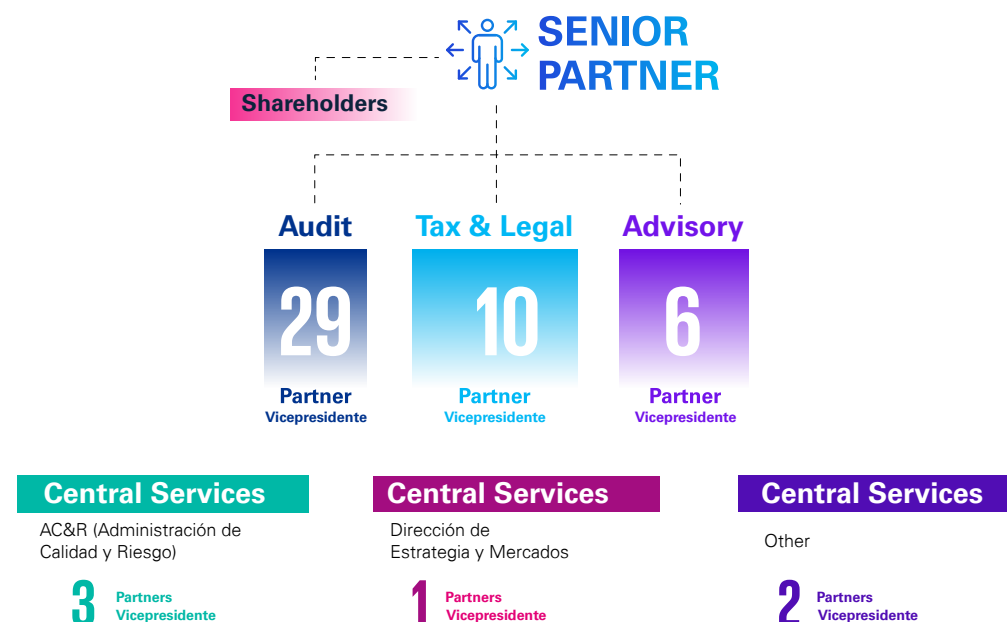 SENIOR
PARTNER
Shareholders
Audit
Tax & Legal
Advisory
29
10
6
Partner
Vicepresidente
Partner
Vicepresidente
Partner
Vicepresidente
Central Services
AC&R (Administración de
Calidad y Riesgo)
3
Partners
Vicepresidente
Central Services
Dirección de
Estrategia y Mercados
1
Partners
Vicepresidente
Central Services
Other
2
Partners
Vicepresidente